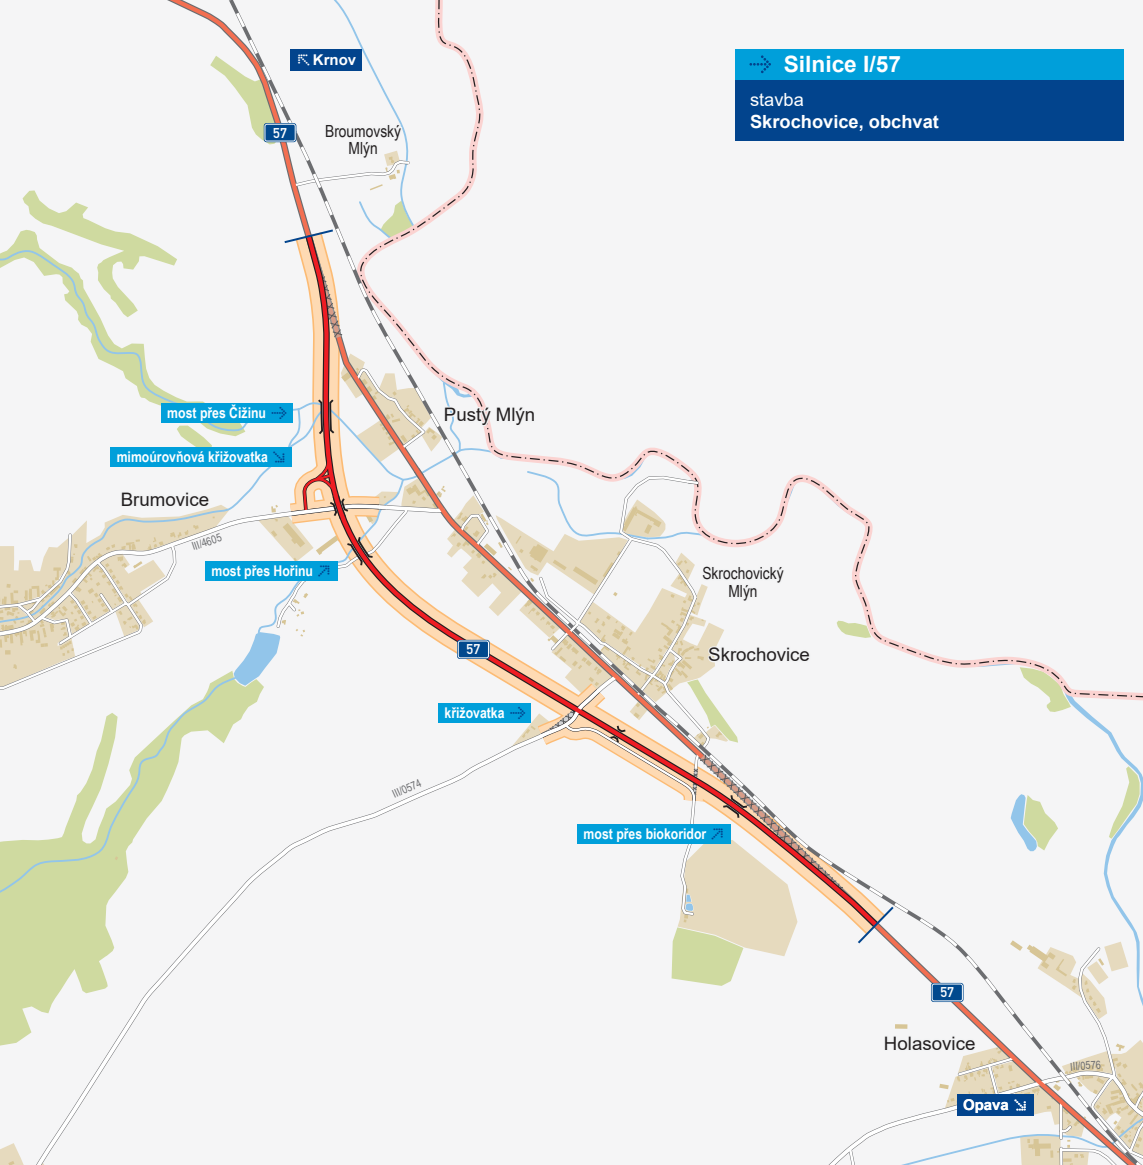 Krnov
Silnice I/57
stavba
Skrochovice, obchvat
57
Broumovský
Mlýn
most přes Čižinu
Pustý Mlýn
mimoúrovňová křižovatka
Brumovice
III/4605
most přes Hořinu
Skrochovický
Mlýn
57
Skrochovice
křižovatka
III/0574
most přes biokoridor
57
Holasovice
III/0576
Opava